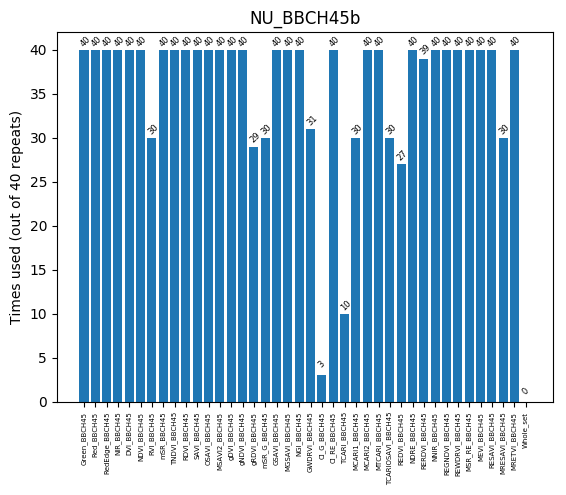 NU_BBCH45b
Times used (out of 40 repeats)
40
35
30
25
20
15
10
5
0
40
40
40
40
40
40
30
40
40
40
40
40
40
40
40
29
30
40
40
40
31
3
40
10
30
40
40
30
27
40
39
40
40
40
40
40
40
30
40
0
Green_BBCH45
Red_BBCH45
RedEdge_BBCH45
NIR_BBCH45
DVI_BBCH45
NDVI_BBCH45
RVI_BBCH45
mSR_BBCH45
TNDVI_BBCH45
RDVI_BBCH45
SAVI_BBCH45
OSAVI_BBCH45
MSAVI2_BBCH45
gDVI_BBCH45
gNDVI_BBCH45
gRDVI_BBCH45
mSR_G_BBCH45
GSAVI_BBCH45
MGSAVI_BBCH45
NGI_BBCH45
GWDRVI_BBCH45
CI_G_BBCH45
CI_RE_BBCH45
TCARI_BBCH45
MCARI1_BBCH45
MCARI2_BBCH45
MTCARI_BBCH45
TCARIOSAVI_BBCH45
REDVI_BBCH45
NDRE_BBCH45
RERDVI_BBCH45
NNIR_BBCH45
REGNDVI_BBCH45
REWDRVI_BBCH45
MSR_RE_BBCH45
MEVI_BBCH45
RESAVI_BBCH45
MRESAVI_BBCH45
MRETVI_BBCH45
Whole_set